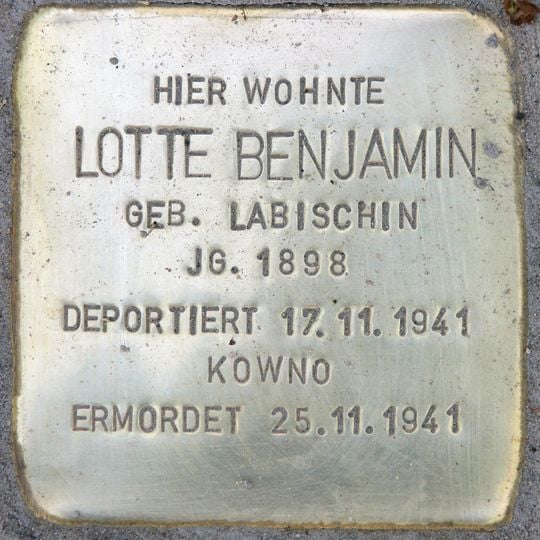 HIER WOHNTE
LOTTE BENJAMIN
GEB. LABISCHIN
JG. 1898
DEPORTIERT 17.11.1941
KOWNO
ERMORDET 25.11.1941